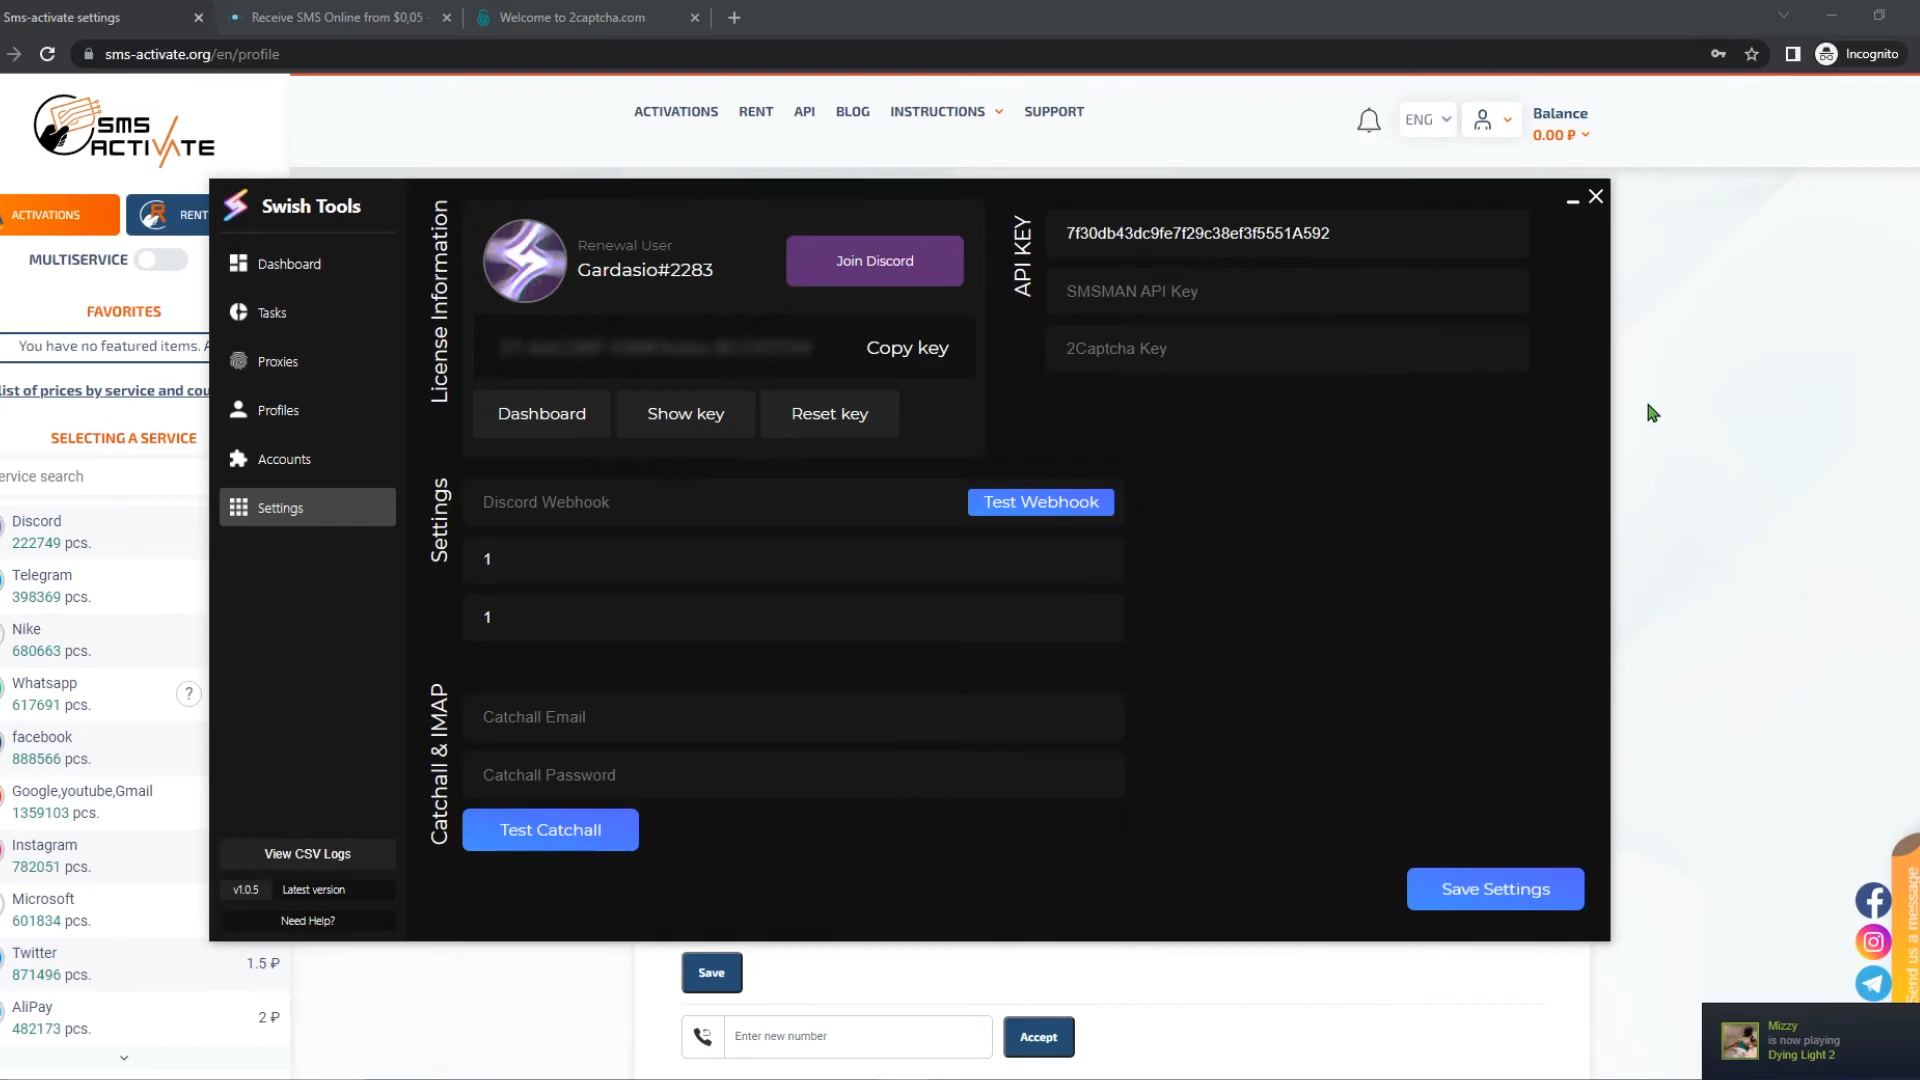 Sms-activate settings
Receive SMS Online from $0,05 -
Welcome to 2captcha.com
sms-activate.org/en/profile
Incognito
SMS
ACTIVATE
ACTIVATIONS
RENT
API
BLOG
INSTRUCTIONS
SUPPORT
ENG
Balance
0.00 ₽
ACTIVATIONS
RENT
MULTISERVICE
FAVORITES
You have no featured items. A
list of prices by service and cou
SELECTING A SERVICE
ervice search
Discord
222749 pcs.
Telegram
398369 pcs.
Nike
680663 pcs.
Whatsapp
617691 pcs.
?
facebook
888566 pcs.
Google,youtube,Gmail
1359103 pcs.
Instagram
782051 pcs.
Microsoft
601834 pcs.
Twitter
871496 pcs.
1.5 ₽
AliPay
482173 pcs.
2 ₽
Swish Tools
Dashboard
Tasks
Proxies
Profiles
Accounts
Settings
View CSV Logs
v1.0.5
Latest version
Need Help?
License Information
Renewal User
Gardasio#2283
Join Discord
Copy key
Dashboard
Show key
Reset key
API KEY
7f30db43dc9fe7f29c38ef3f5551A592
SMSMAN API Key
2Captcha Key
Settings
Discord Webhook
Test Webhook
1
1
Catchall & IMAP
Catchall Email
Catchall Password
Test Catchall
Save Settings
Save
Enter new number
Accept
Send us a message
Mizzy
is now playing
Dying Light 2